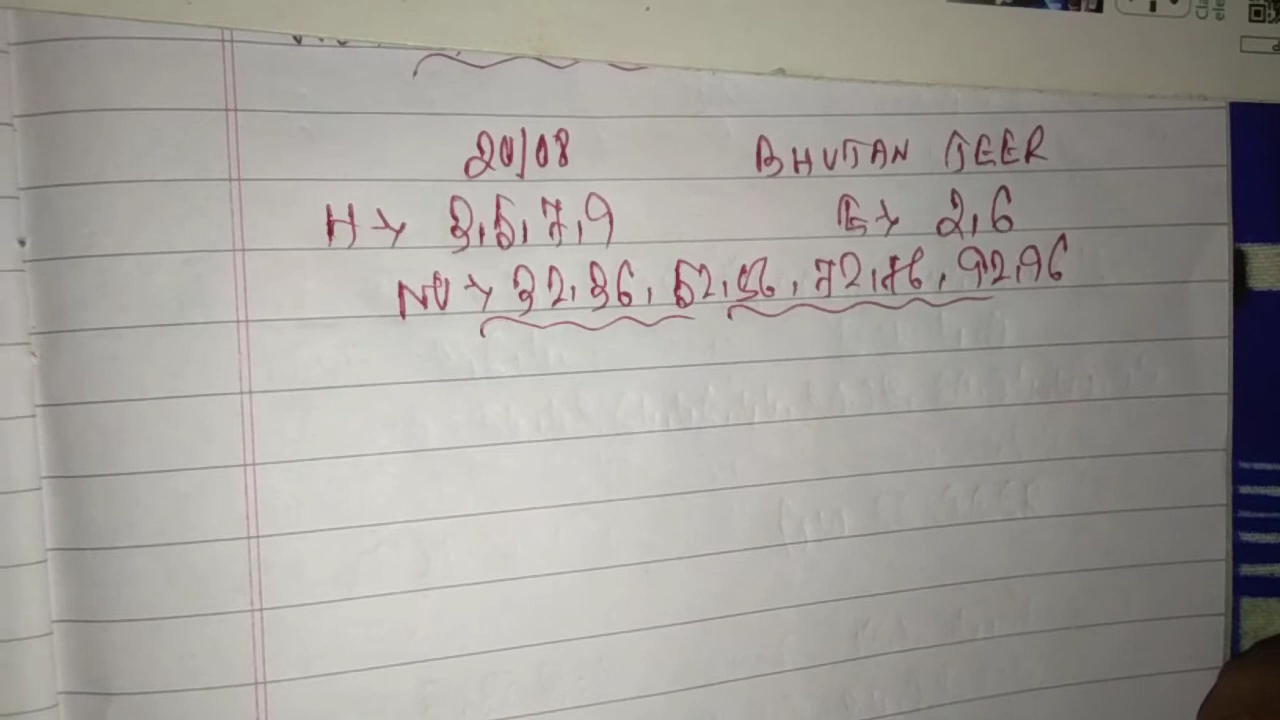 20/08 BHUTAN TEER
H → 3,5,7,9 E → 2,6
NO → 32,36,52,56,72,76,92,96